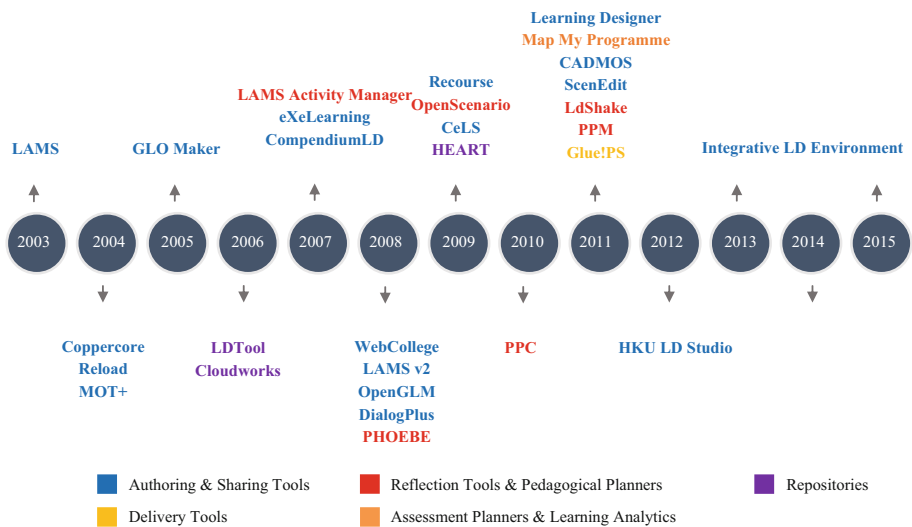 Learning Designer
Map My Programme
CADMOS
ScenEdit
LdShake
PPM
Glue!PS
Recourse
OpenScenario
CeLS
HEART
LAMS Activity Manager
eXeLearning
CompendiumLD
LAMS
GLO Maker
Integrative LD Environment
2003 2004 2005 2006 2007 2008 2009 2010 2011 2012 2013 2014 2015
Coppercore
Reload
MOT+
LDTool
Cloudworks
WebCollege
LAMS v2
OpenGLM
DialogPlus
PHOEBE
PPC
HKU LD Studio
Authoring & Sharing Tools
Reflection Tools & Pedagogical Planners
Repositories
Delivery Tools
Assessment Planners & Learning Analytics